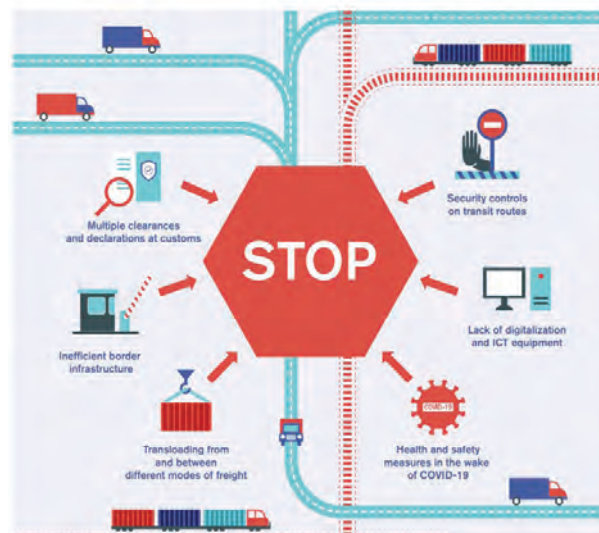 STOP
Multiple clearances
and declarations at customs
Security controls
on transit routes
Inefficient border
infrastructure
Lack of digitalization
and ICT equipment
Transloading from
and between
different modes of freight
COVID-19
Health and safety
measures in the wake
of COVID-19